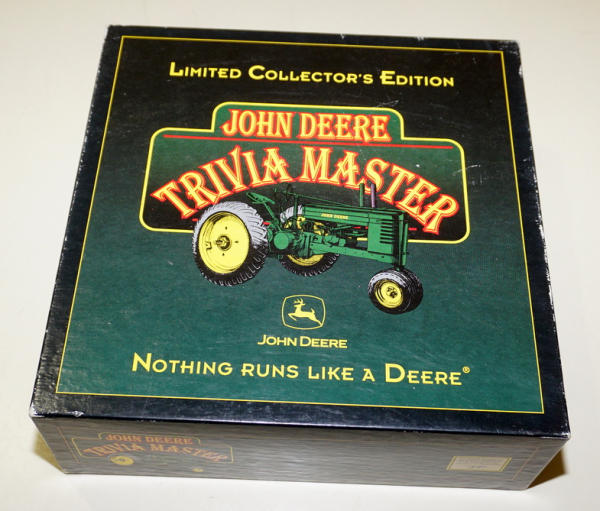 LIMITED COLLECTOR'S EDITION
JOHN DEERE
TRIVIA MASTER
JOHN DEERE
JOHN DEERE
NOTHING RUNS LIKE A DEERE®
JOHN DEERE
TRIVIA MASTER